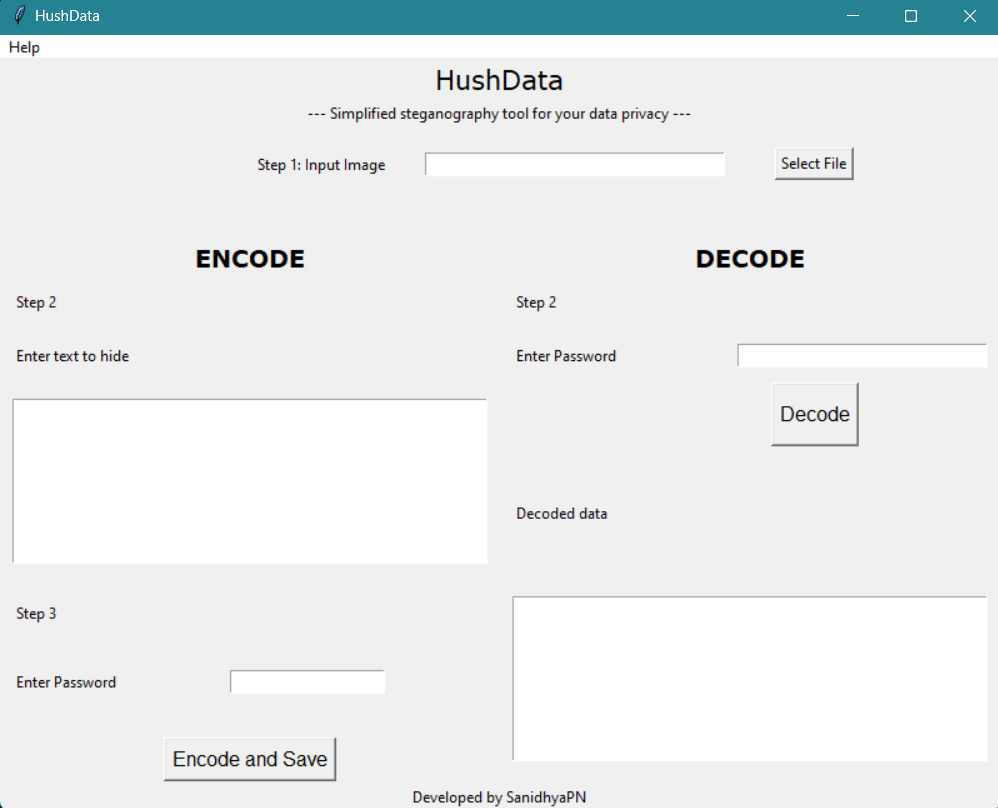 HushData
Help
HushData
--- Simplified steganography tool for your data privacy ---
Step 1: Input Image
Select File
ENCODE
Step 2
Enter text to hide
Step 3
Enter Password
Encode and Save
DECODE
Step 2
Enter Password
Decode
Decoded data
Developed by SanidhyaPN